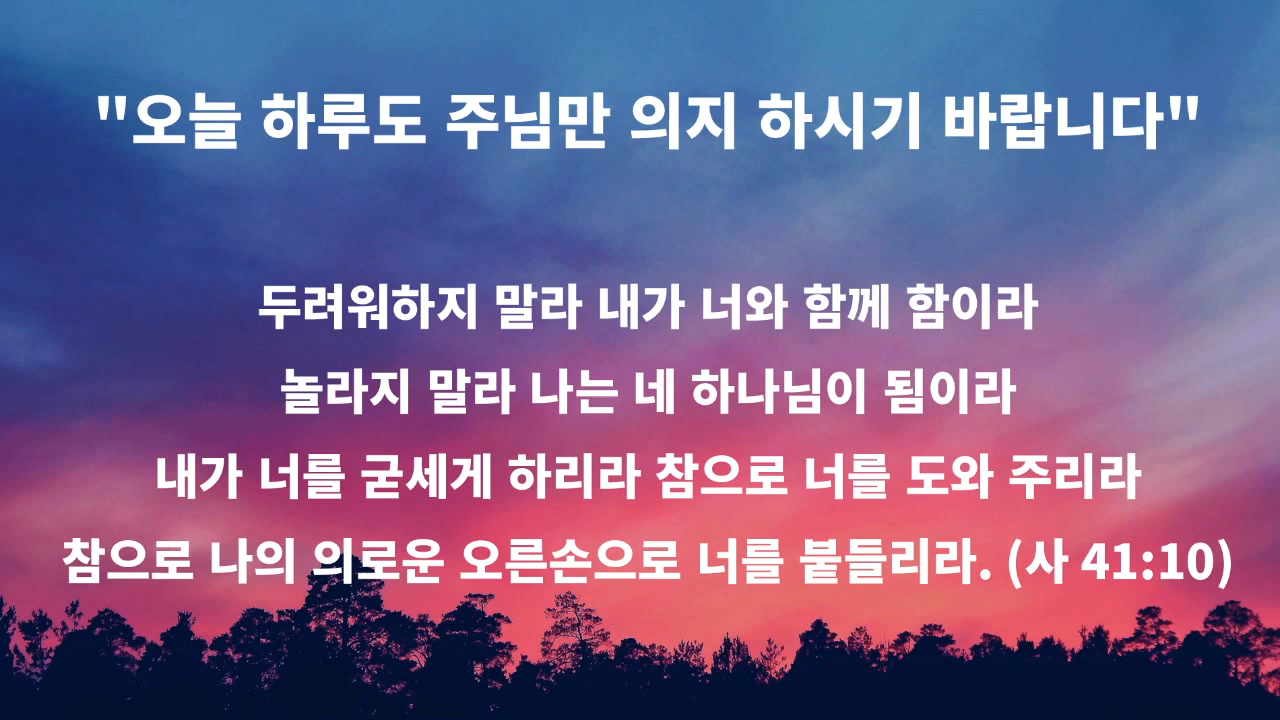 "오늘 하루도 주님만 의지 하시기 바랍니다"
두려워하지 말라 내가 너와 함께 함이라
놀라지 말라 나는 네 하나님이 됨이라
내가 너를 굳세게 하리라 참으로 너를 도와 주리라
참으로 나의 의로운 오른손으로 너를 붙들리라. (사 41:10)